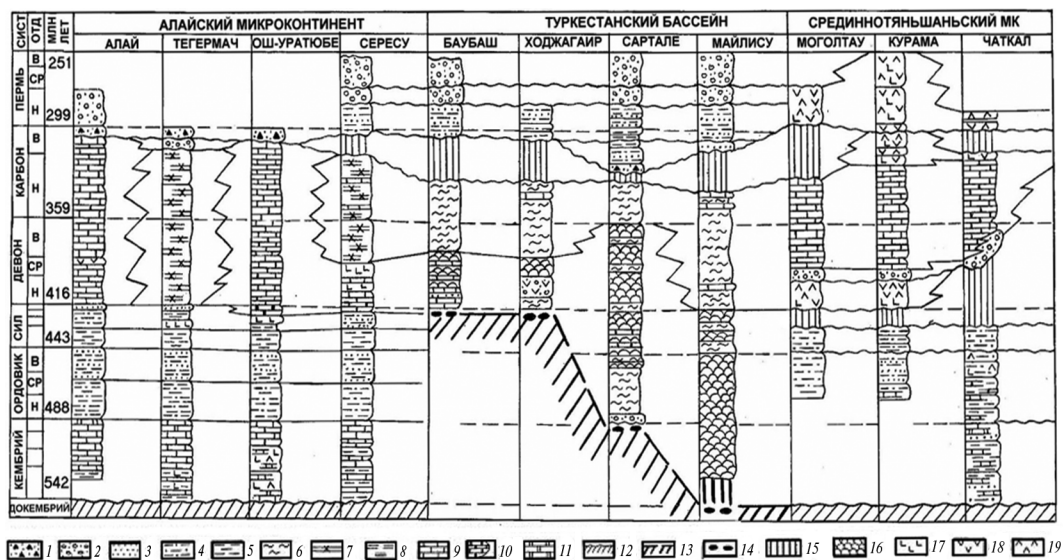 СИСТ ОТД МЛН ЛЕТ
АЛАЙСКИЙ МИКРОКОНТИНЕНТ ТУРКЕСТАНСКИЙ БАССЕЙН СРЕДИННОТЯНЬШАНЬСКИЙ МК
АЛАЙ ТЕГЕРМАЧ ОШ-УРАТЮБЕ СЕРЕСУ БАУБАШ ХОДЖАГАИР САРТАЛЕ МАЙЛИСУ МОГОЛТАУ КУРАМА ЧАТКАЛ
ПЕРМЬ
В 251
СР
Н 299
КАРБОН
В
Н
359
ДЕВОН
В
СР
Н 416
СИЛ
443
ОРДОВИК
В
СР
Н 488
КЕМБРИЙ
542
ДОКЕМБРИЙ
1 2 3 4 5 6 7 8 9 10 11 12 13 14 15 16 17 18 19